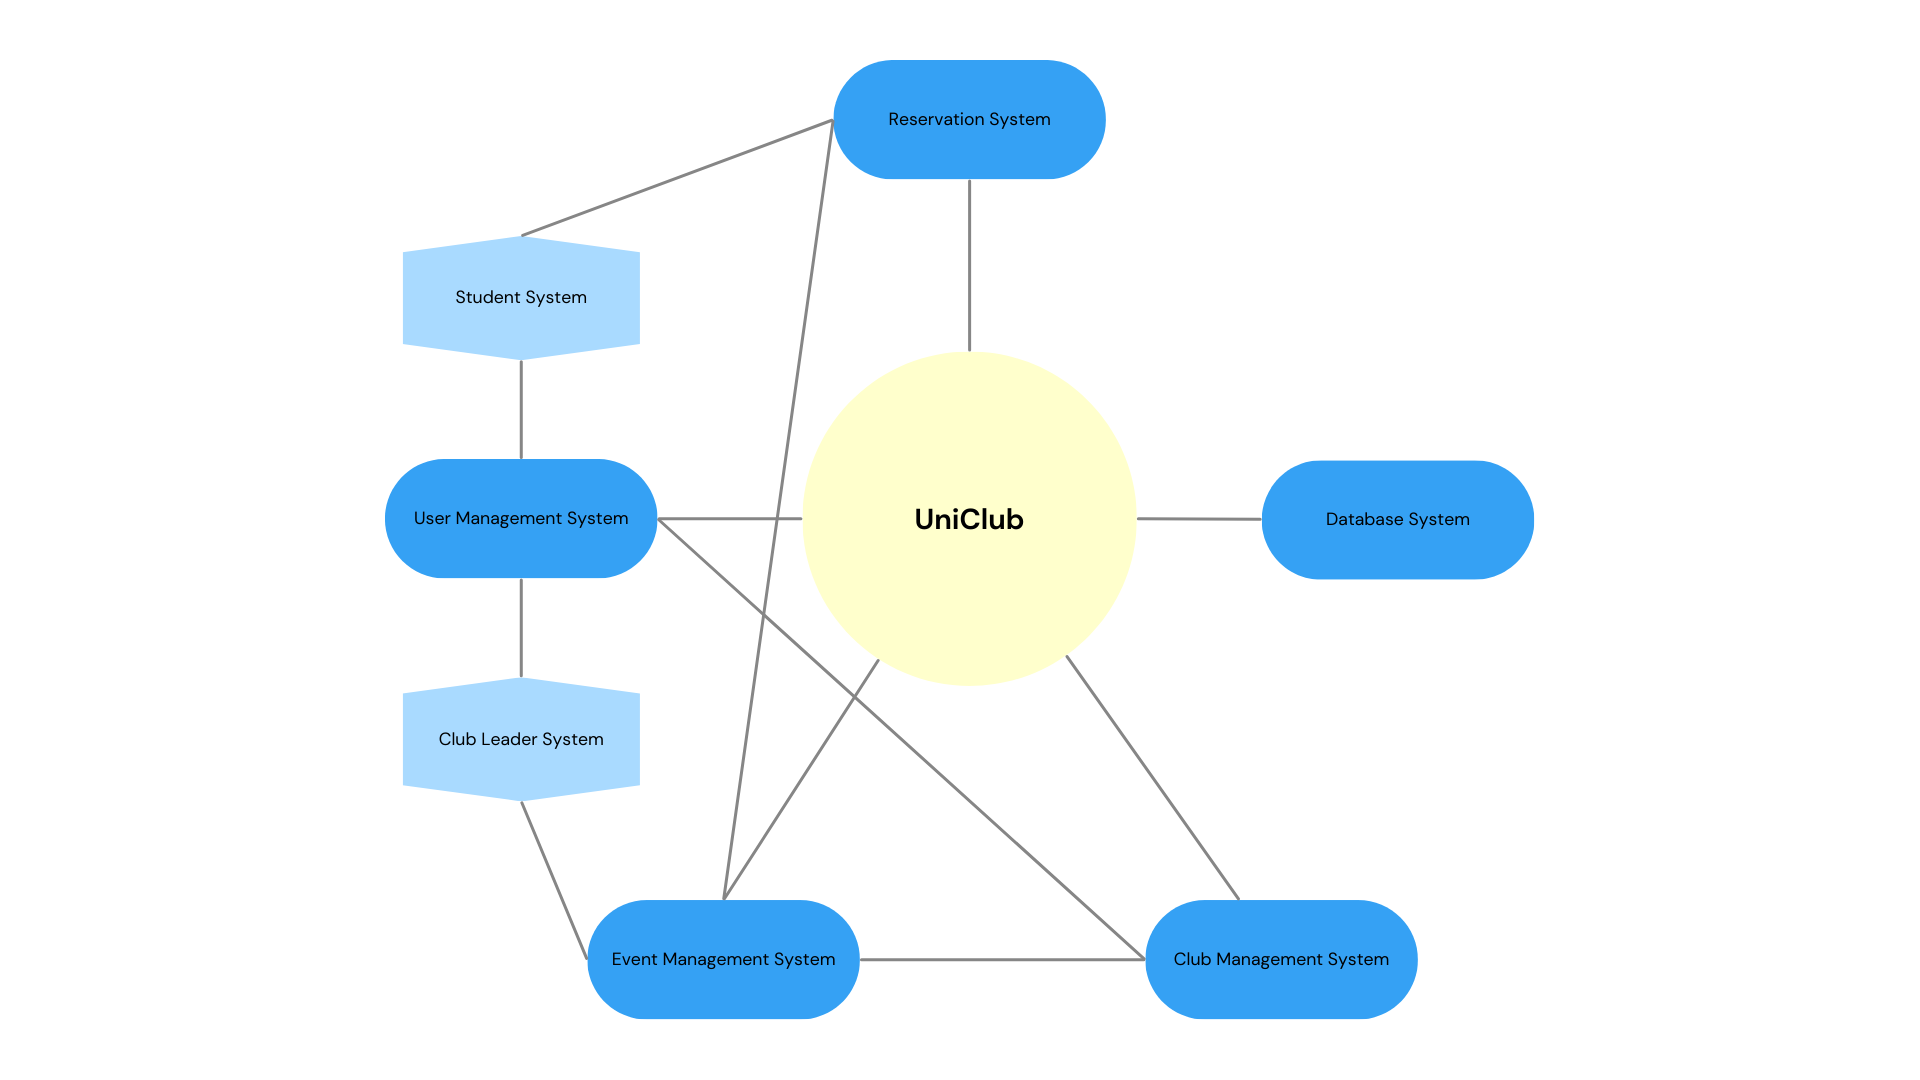 Reservation System
Student System
User Management System
UniClub
Database System
Club Leader System
Event Management System
Club Management System